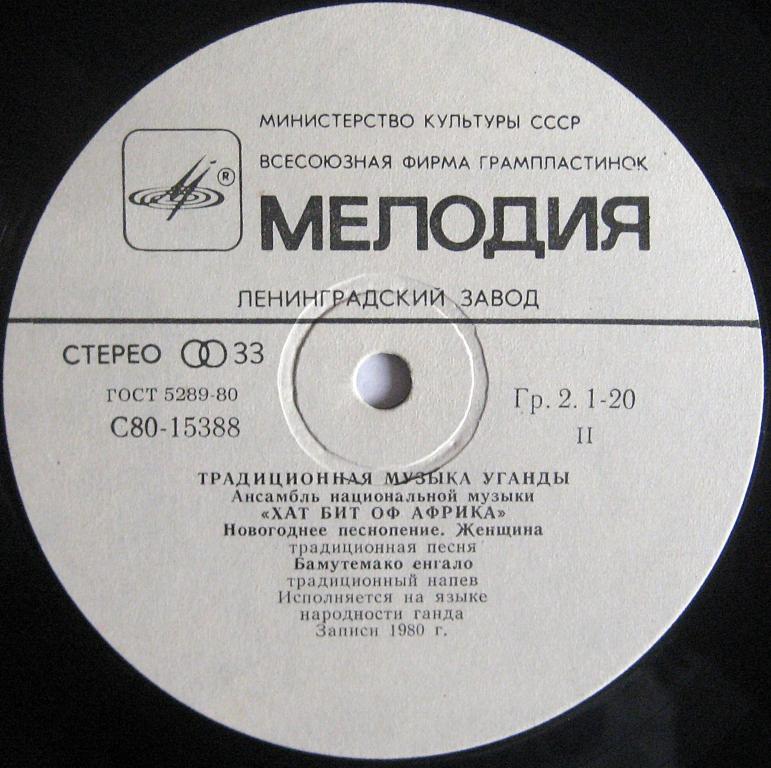 МИНИСТЕРСТВО КУЛЬТУРЫ СССР
®
ВСЕСОЮЗНАЯ ФИРМА ГРАМПЛАСТИНОК
МЕЛОДИЯ
ЛЕНИНГРАДСКИЙ ЗАВОД
СТЕРЕО 33
ГОСТ 5289-80
С80-15388
Гр. 2. 1-20
II
ТРАДИЦИОННАЯ МУЗЫКА УГАНДЫ
Ансамбль национальной музыки
«ХАТ БИТ ОФ АФРИКА»
Новогоднее песнопение. Женщина
традиционная песня
Бамутемако енгало
традиционный напев
Исполняется на языке
народности ганда
Записи 1980 г.